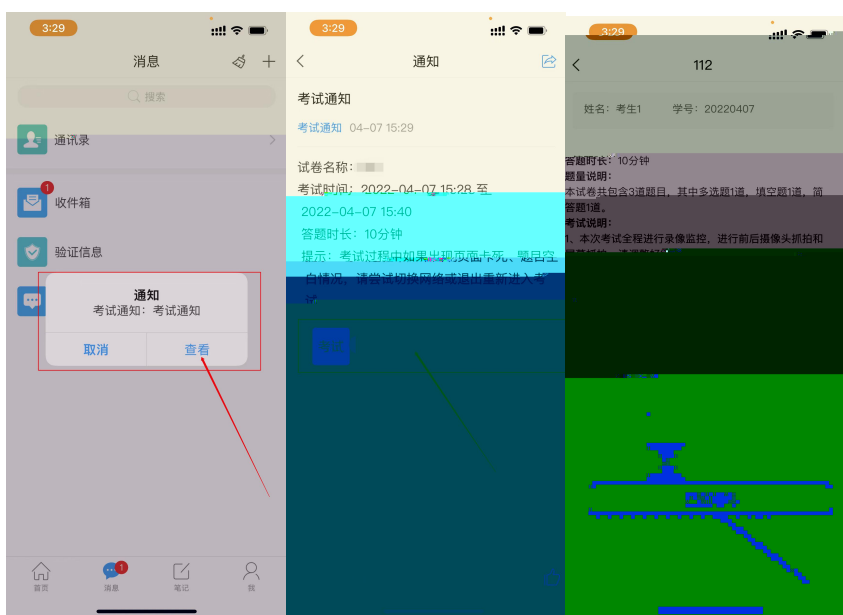 3:29
消息
搜索
通讯录
1
收件箱
验证信息
通知
考试通知：考试通知
取消
查看
首页
1
消息
笔记
我
3:29
通知
考试通知
考试通知 04-07 15:29
试卷名称：
考试时间：2022-04-07 15:28 至
2022-04-07 15:40
答题时长：10分钟
提示：考试过程中如果出现页面卡死、题目空
白情况，请尝试切换网络或退出重新进入考
试
3:29
112
姓名：考生1 学号：20220407
答题时长：10分钟
题量说明：
本试卷共包含3道题目，其中多选题1道，填空题1道，简
答题1道。
考试说明：
1、本次考试全程进行录像监控，进行前后摄像头抓拍和